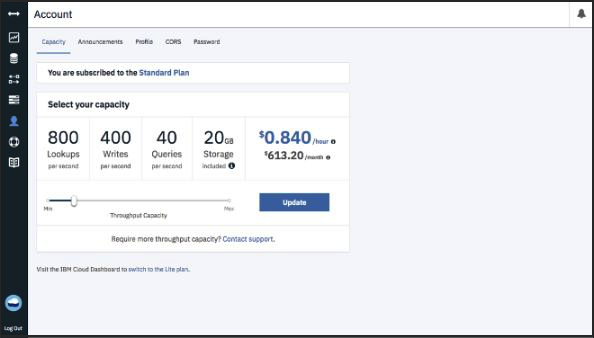 Account
Capacity Announcements Profile CORS Password
You are subscribed to the Standard Plan
Select your capacity
800 400 40 20GB $0.840/hour
Lookups Writes Queries Storage $613.20/month
per second per second per second included
Min Max
Throughput Capacity
Update
Require more throughput capacity? Contact support.
Visit the IBM Cloud Dashboard to switch to the Lite plan.
Log Out